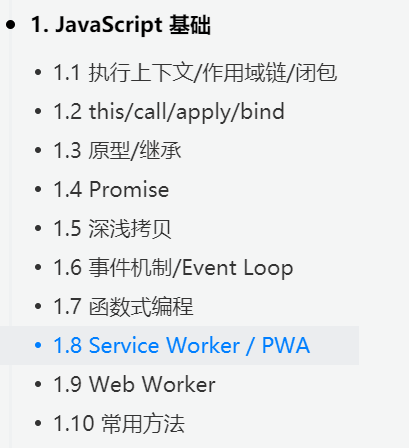 1. JavaScript 基础
1.1 执行上下文/作用域链/闭包
1.2 this/call/apply/bind
1.3 原型/继承
1.4 Promise
1.5 深浅拷贝
1.6 事件机制/Event Loop
1.7 函数式编程
1.8 Service Worker / PWA
1.9 Web Worker
1.10 常用方法